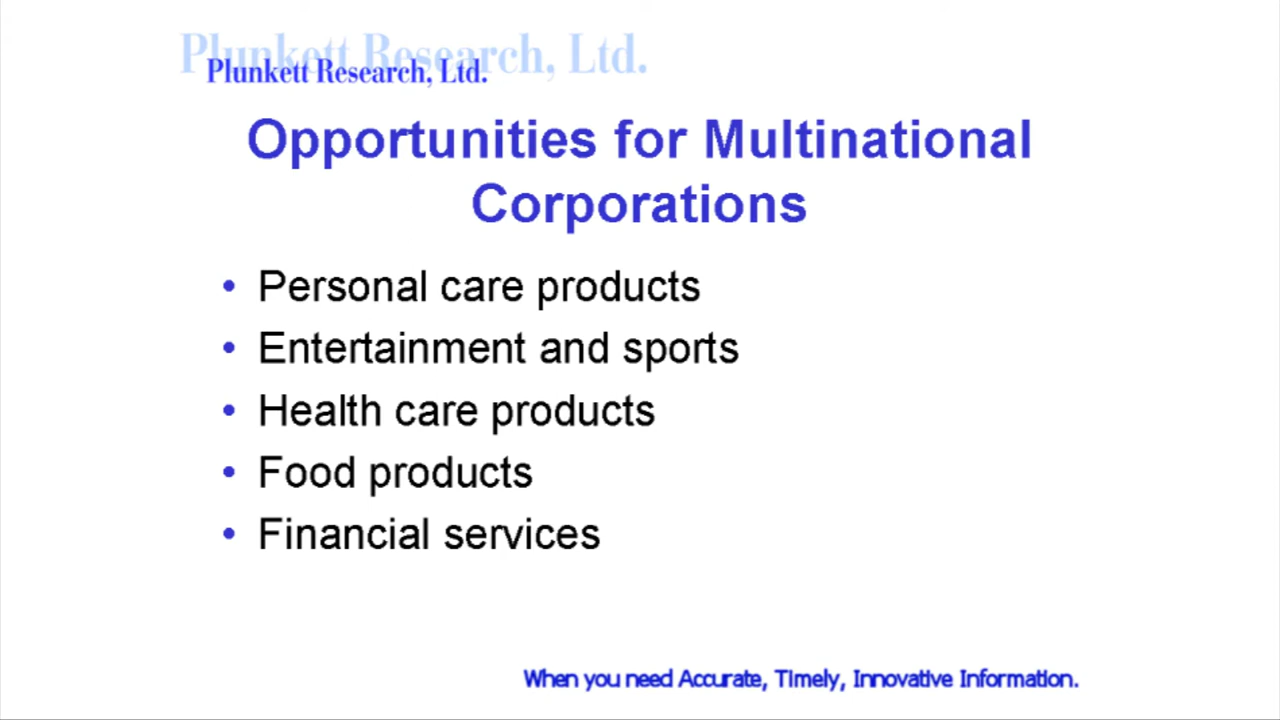 Plunkett Research, Ltd.
Plunkett Research, Ltd.
Opportunities for Multinational
Corporations
• Personal care products
• Entertainment and sports
• Health care products
• Food products
• Financial services
When you need Accurate, Timely, Innovative Information.